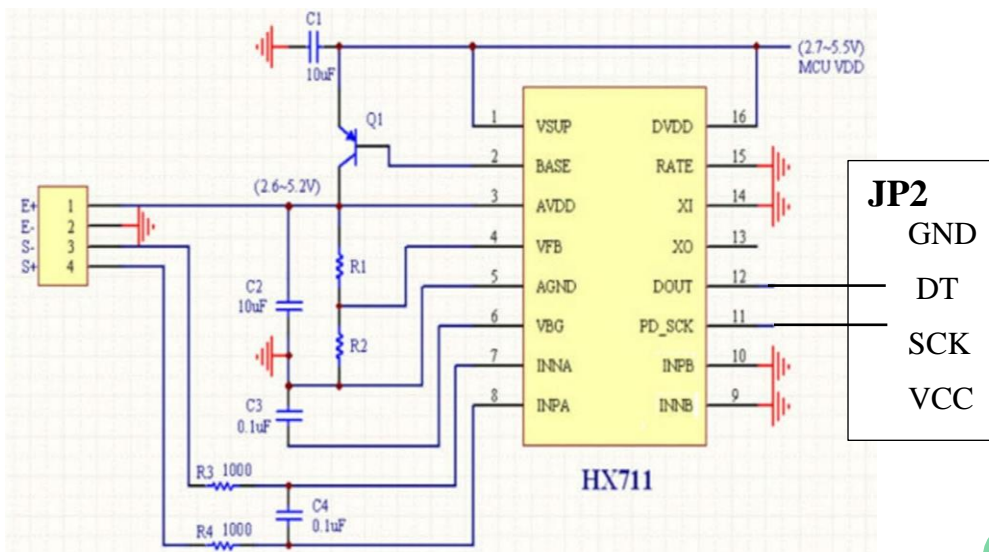 C1
10uF
(2.7~5.5V)
MCU VDD
Q1
(2.6~5.2V)
E+ 1
E- 2
S- 3
S+ 4
R1
C2
10uF
R2
C3
0.1uF
R3 1000
C4
0.1uF
R4 1000
1 VSUP DVDD 16
2 BASE RATE 15
3 AVDD XI 14
4 VFB XO 13
5 AGND DOUT 12
6 VBG PD_SCK 11
7 INNA INPB 10
8 INPA INNB 9
HX711
JP2
GND
DT
SCK
VCC